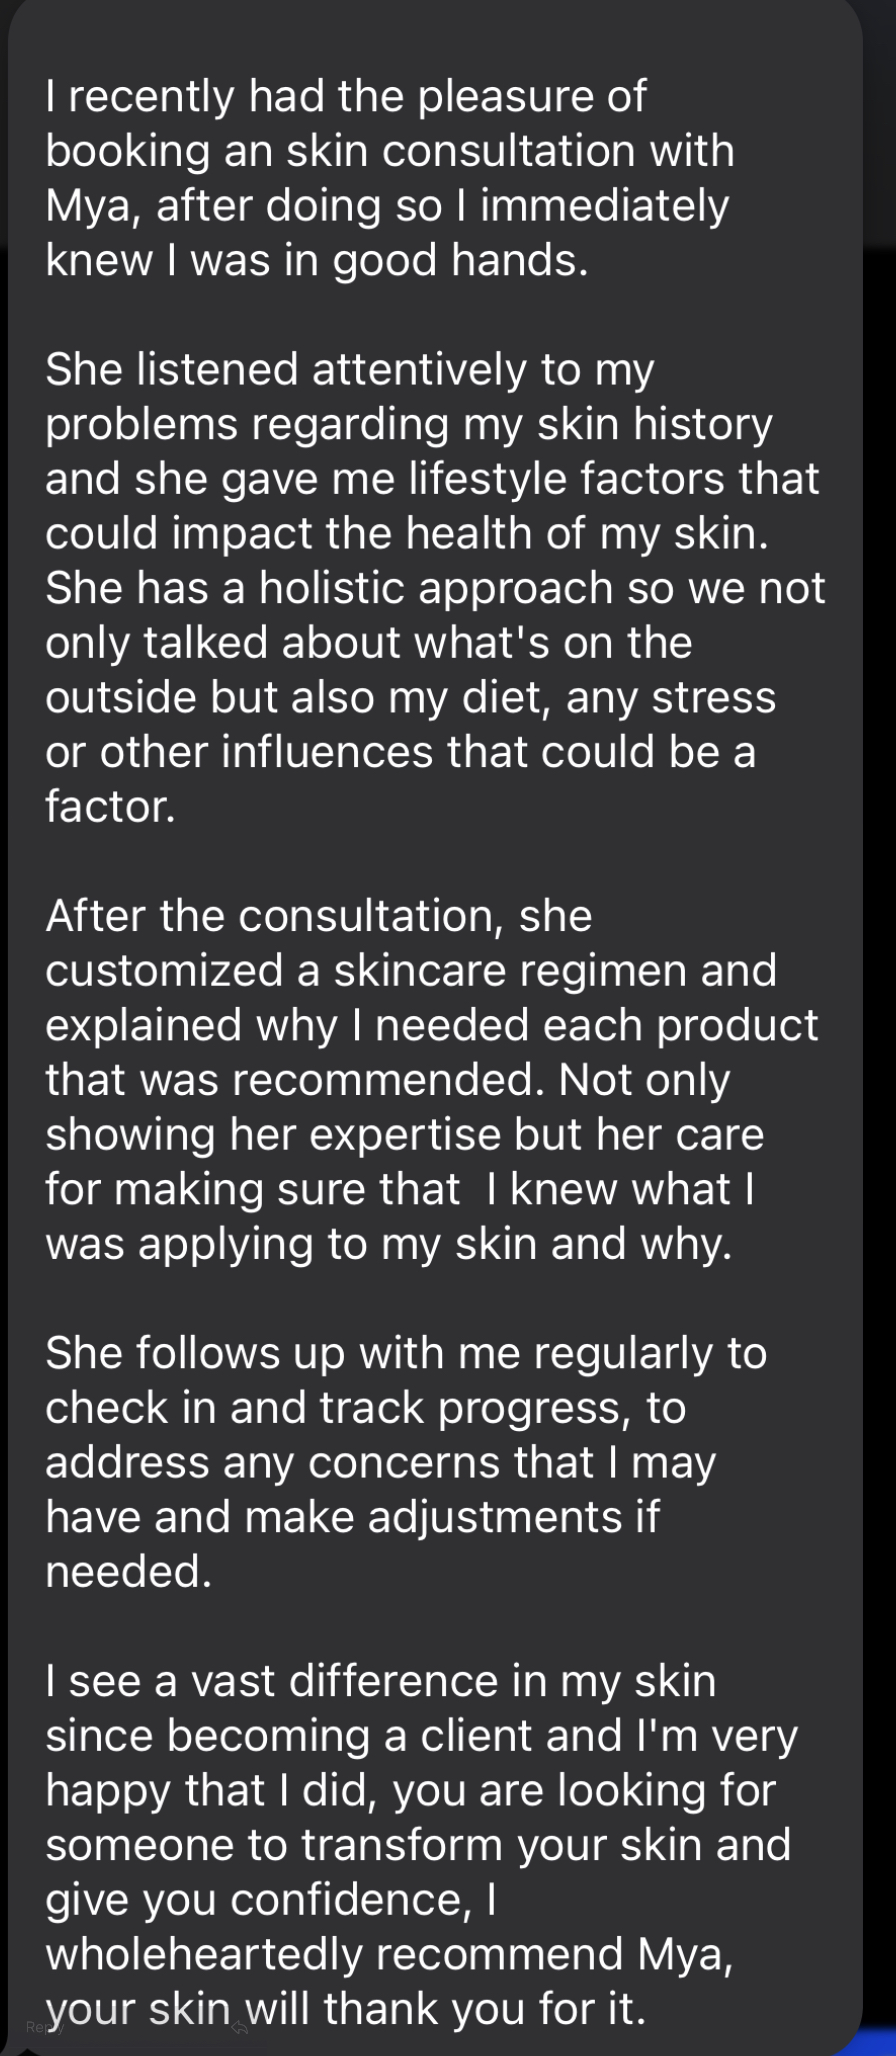 I recently had the pleasure of
booking an skin consultation with
Mya, after doing so I immediately
knew I was in good hands.
She listened attentively to my
problems regarding my skin history
and she gave me lifestyle factors that
could impact the health of my skin.
She has a holistic approach so we not
only talked about what's on the
outside but also my diet, any stress
or other influences that could be a
factor.
After the consultation, she
customized a skincare regimen and
explained why I needed each product
that was recommended. Not only
showing her expertise but her care
for making sure that  I knew what I
was applying to my skin and why.
She follows up with me regularly to
check in and track progress, to
address any concerns that I may
have and make adjustments if
needed.
I see a vast difference in my skin
since becoming a client and I'm very
happy that I did, you are looking for
someone to transform your skin and
give you confidence, I
wholeheartedly recommend Mya,
your skin will thank you for it.
Reply